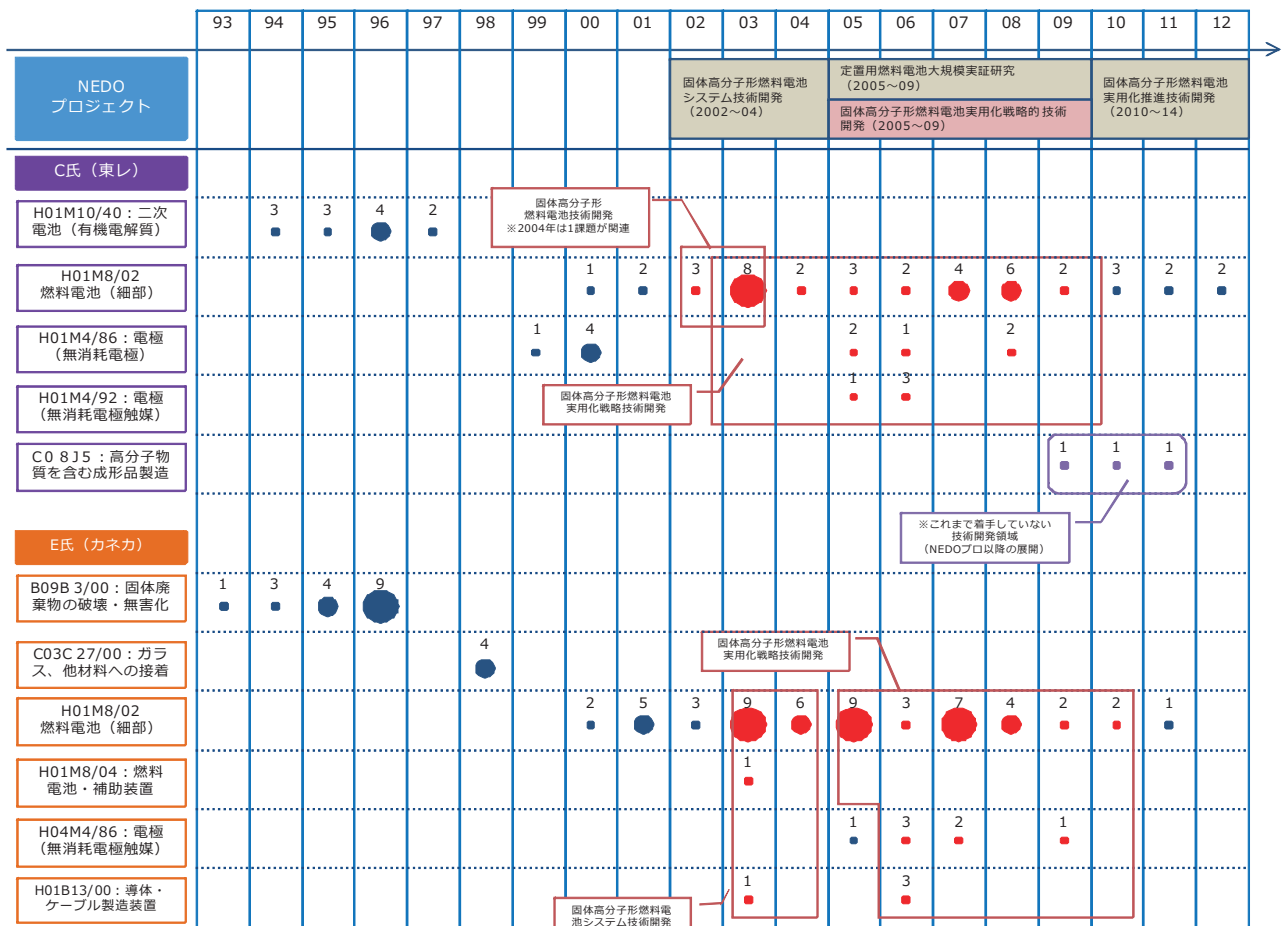 93 94 95 96 97 98 99 00 01 02 03 04 05 06 07 08 09 10 11 12
NEDO
プロジェクト
固体高分子形燃料電池
システム技術開発
(2002～04)
定置用燃料電池大規模実証研究
(2005～09)
固体高分子形燃料電池実用化戦略的技術
開発(2005～09)
固体高分子形燃料電池
実用化推進技術開発
(2010～14)
C氏(東レ)
固体高分子形
燃料電池技術開発
※2004年は1課題が関連
H01M10/40:二次
電池(有機電解質)
3 3 4 2
H01M8/02
燃料電池(細部)
1 2 3 8 2 3 2 4 6 2 3 2 2
H01M4/86:電極
(無消耗電極)
1 4 2 1 2
H01M4/92:電極
(無消耗電極触媒)
1 3
固体高分子形燃料電池
実用化戦略技術開発
C08J5:高分子物
質を含む成形品製造
1 1 1
※これまで着手していない
技術開発領域
(NEDOプロ以降の展開)
E氏(カネカ)
B09B 3/00:固体廃
棄物の破壊・無害化
1 3 4 9
C03C 27/00:ガラ
ス、他材料への接着
4
固体高分子形燃料電池
実用化戦略技術開発
H01M8/02
燃料電池(細部)
2 5 3 9 6 9 3 7 4 2 2 1
H01M8/04:燃料
電池・補助装置
1
H04M4/86:電極
(無消耗電極触媒)
1 3 2 1
H01B13/00:導体・
ケーブル製造装置
1 3
固体高分子形燃料電
池システム技術開発